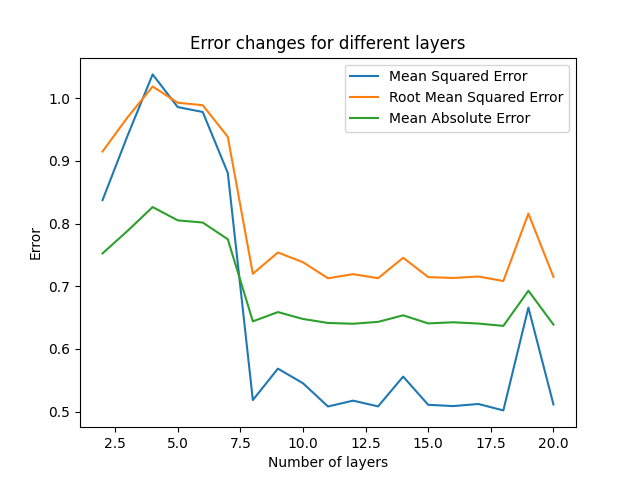 Error changes for different layers
Mean Squared Error
Root Mean Squared Error
Mean Absolute Error
1.0
0.9
0.8
0.7
0.6
0.5
Error
2.5 5.0 7.5 10.0 12.5 15.0 17.5 20.0
Number of layers